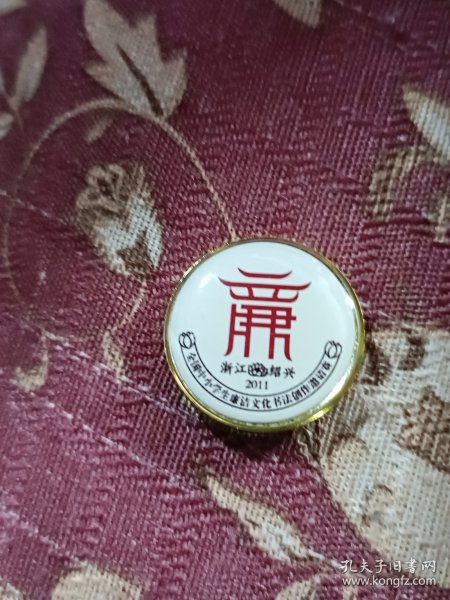 廉
浙江 绍兴
2011
全国中小学生廉洁文化书法创作邀请赛
孔夫子旧书网
www.kongfz.com